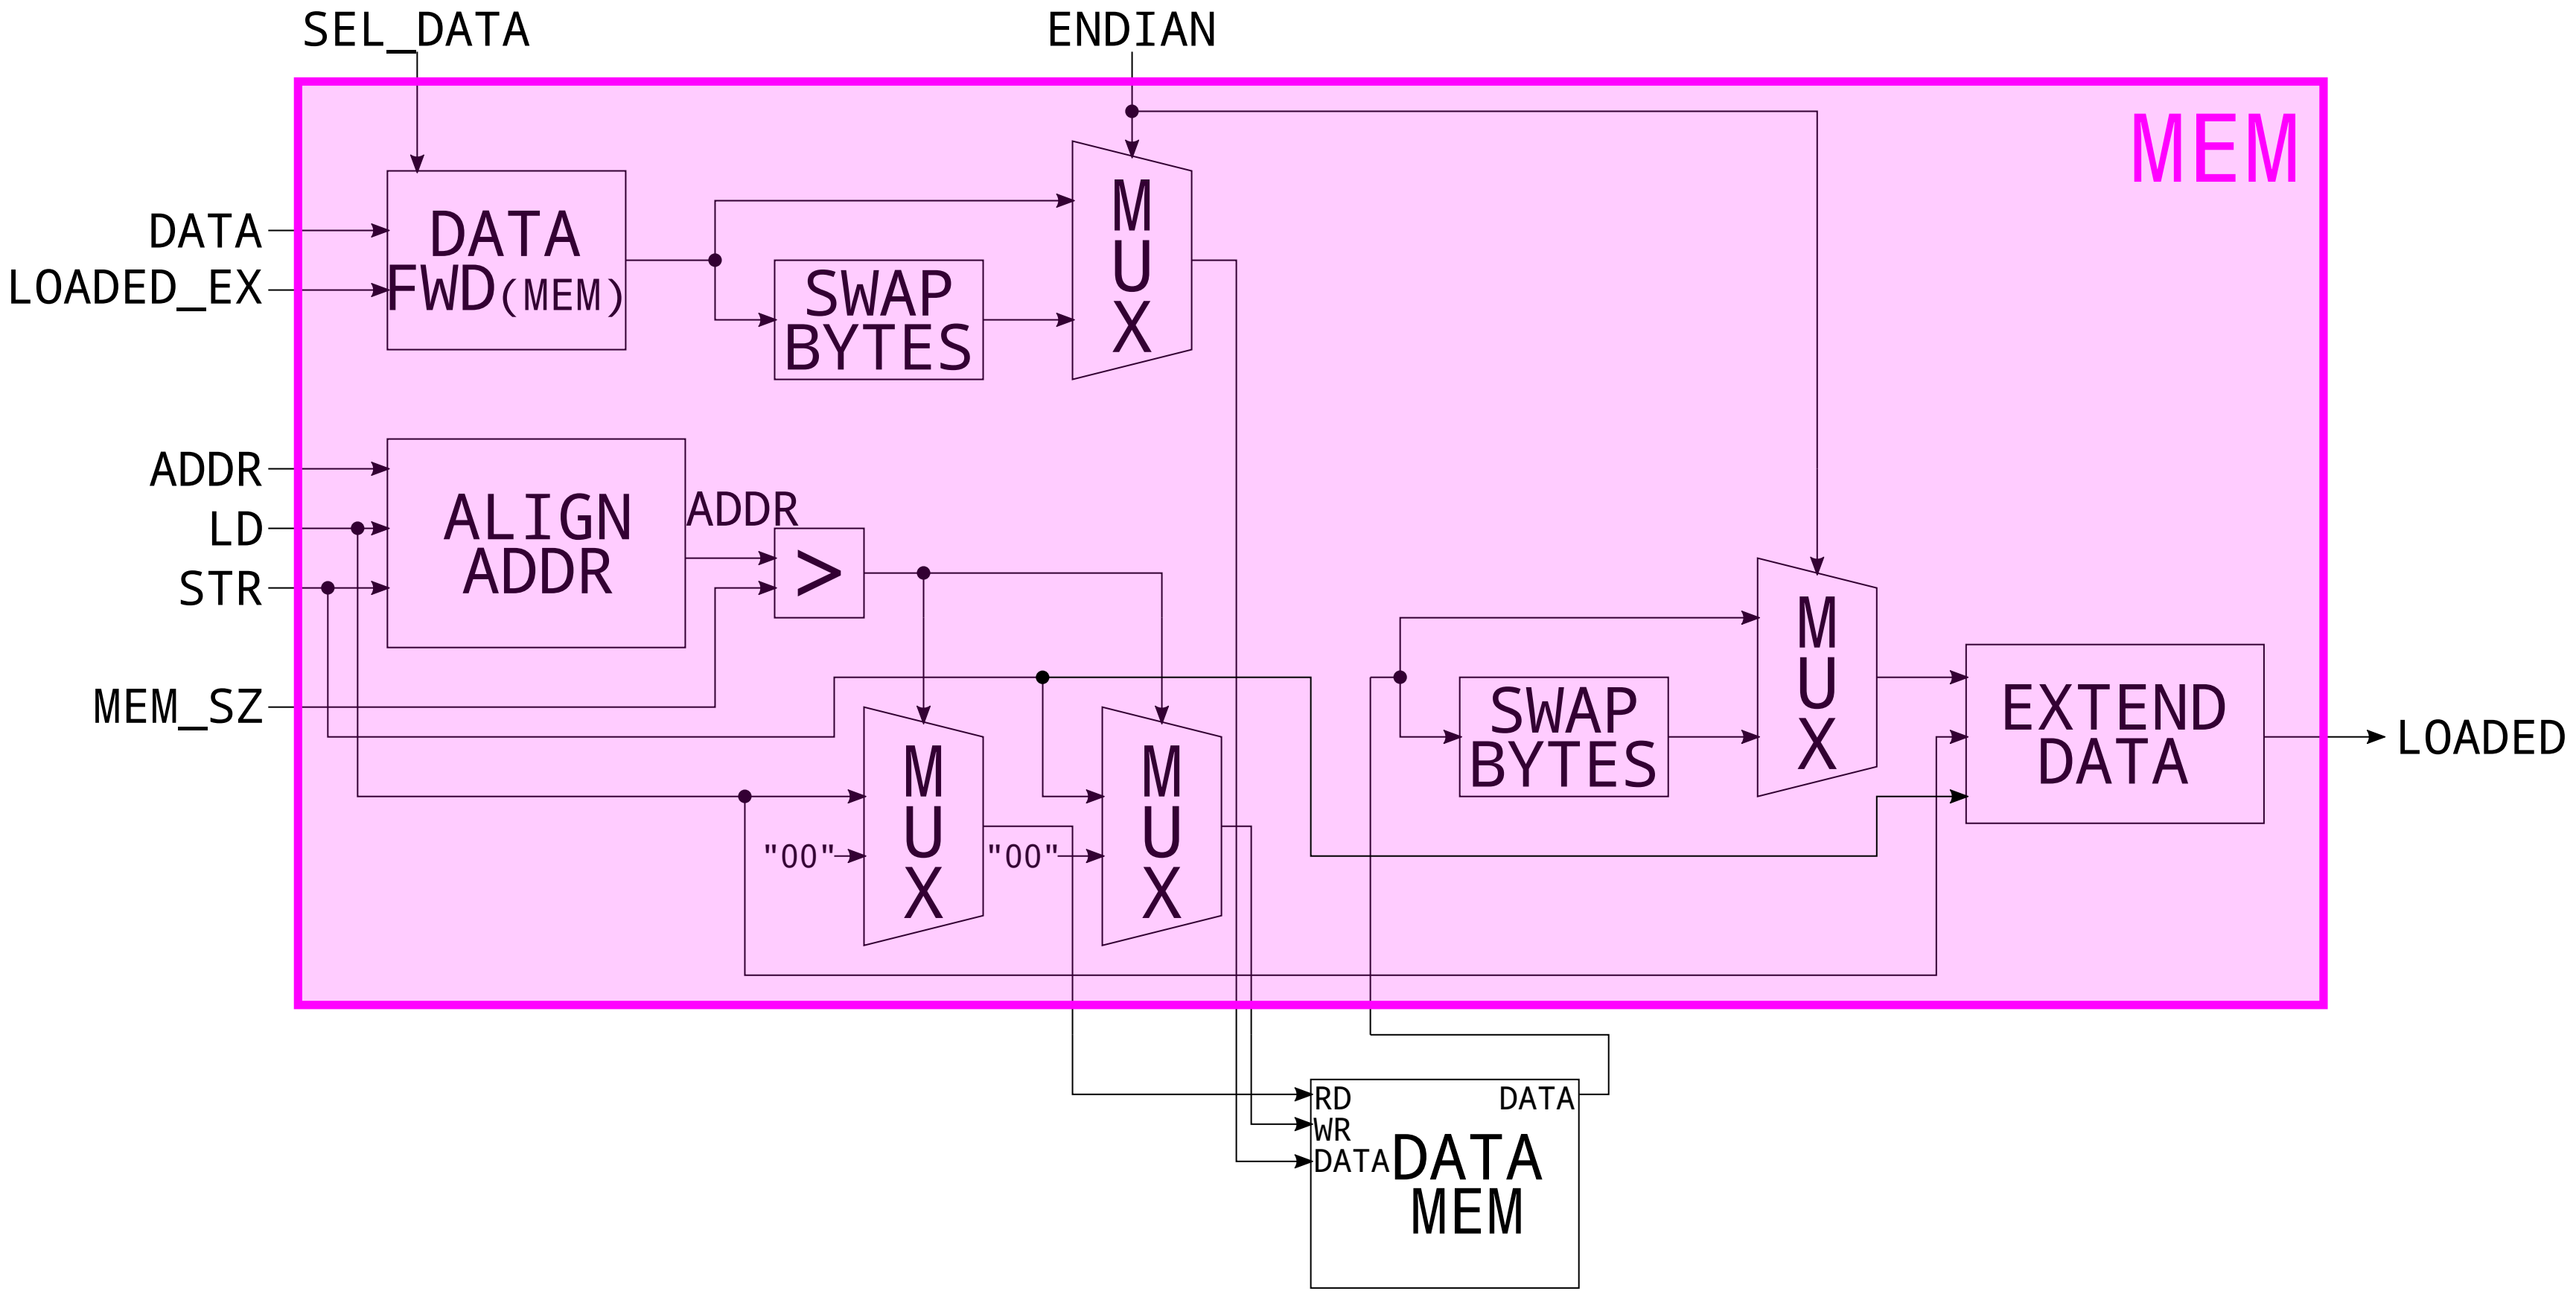 SEL_DATA
ENDIAN
MEM
DATA
LOADED_EX
DATA
FWD(MEM)
SWAP
BYTES
M
U
X
ADDR
LD
STR
MEM_SZ
ALIGN
ADDR
ADDR
>
M
U
X
"00"
M
U
X
"00"
SWAP
BYTES
M
U
X
EXTEND
DATA
LOADED
RD
WR
DATA
DATA
DATA
MEM